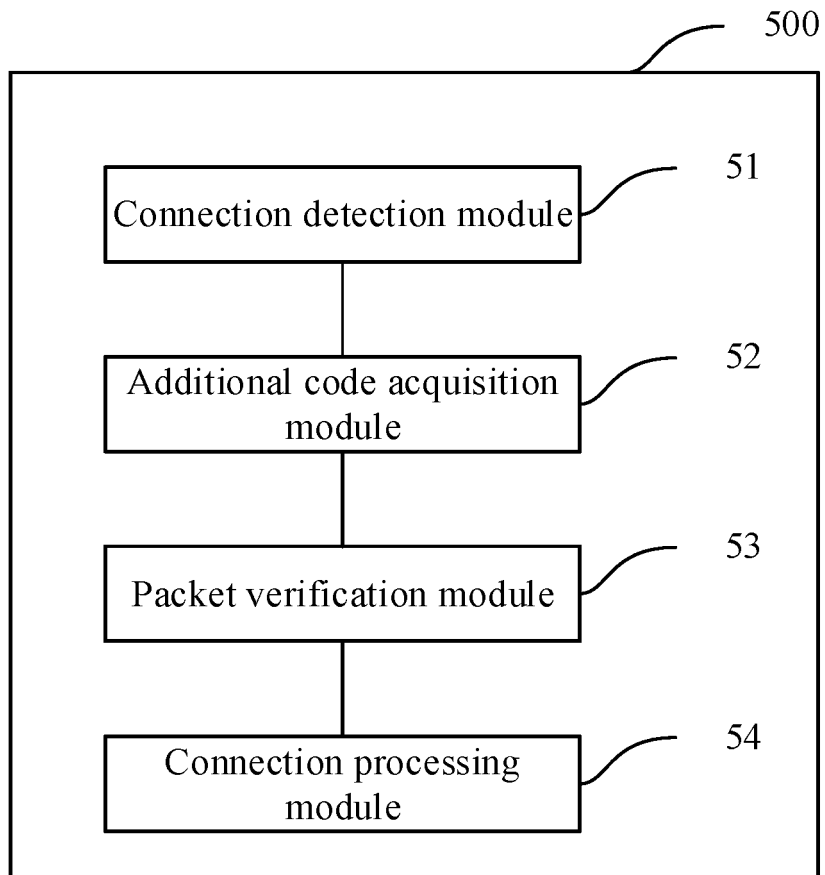 500
51
Connection detection module
52
Additional code acquisition
module
53
Packet verification module
54
Connection processing
module